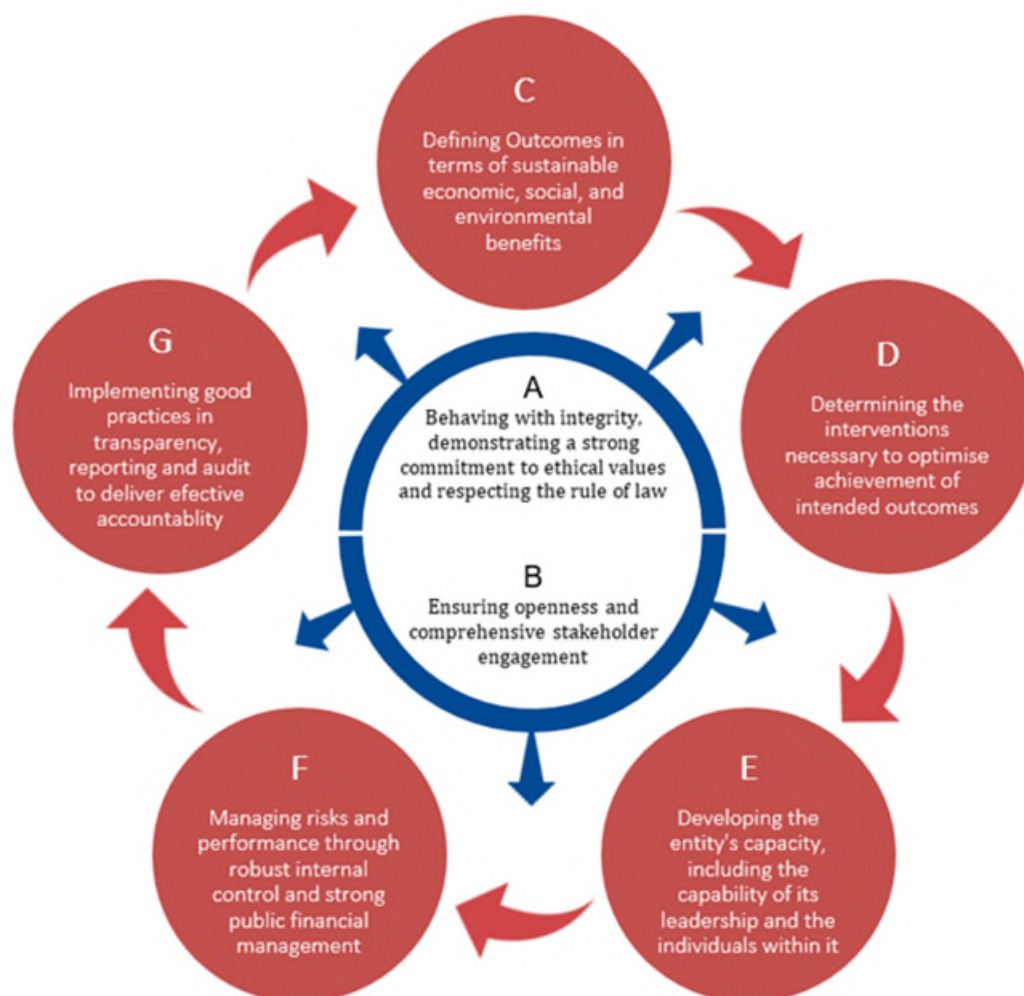 C
Defining Outcomes in
terms of sustainable
economic, social, and
environmental
benefits
G
Implementing good
practices in
transparency,
reporting and audit
to deliver efective
accountablity
A
Behaving with integrity,
demonstrating a strong
commitment to ethical values
and respecting the rule of law
D
Determining the
interventions
necessary to optimise
achievement of
intended outcomes
B
Ensuring openness and
comprehensive stakeholder
engagement
F
Managing risks and
performance through
robust internal
control and strong
public financial
management
E
Developing the
entity's capacity,
including the
capability of its
leadership and the
individuals within it